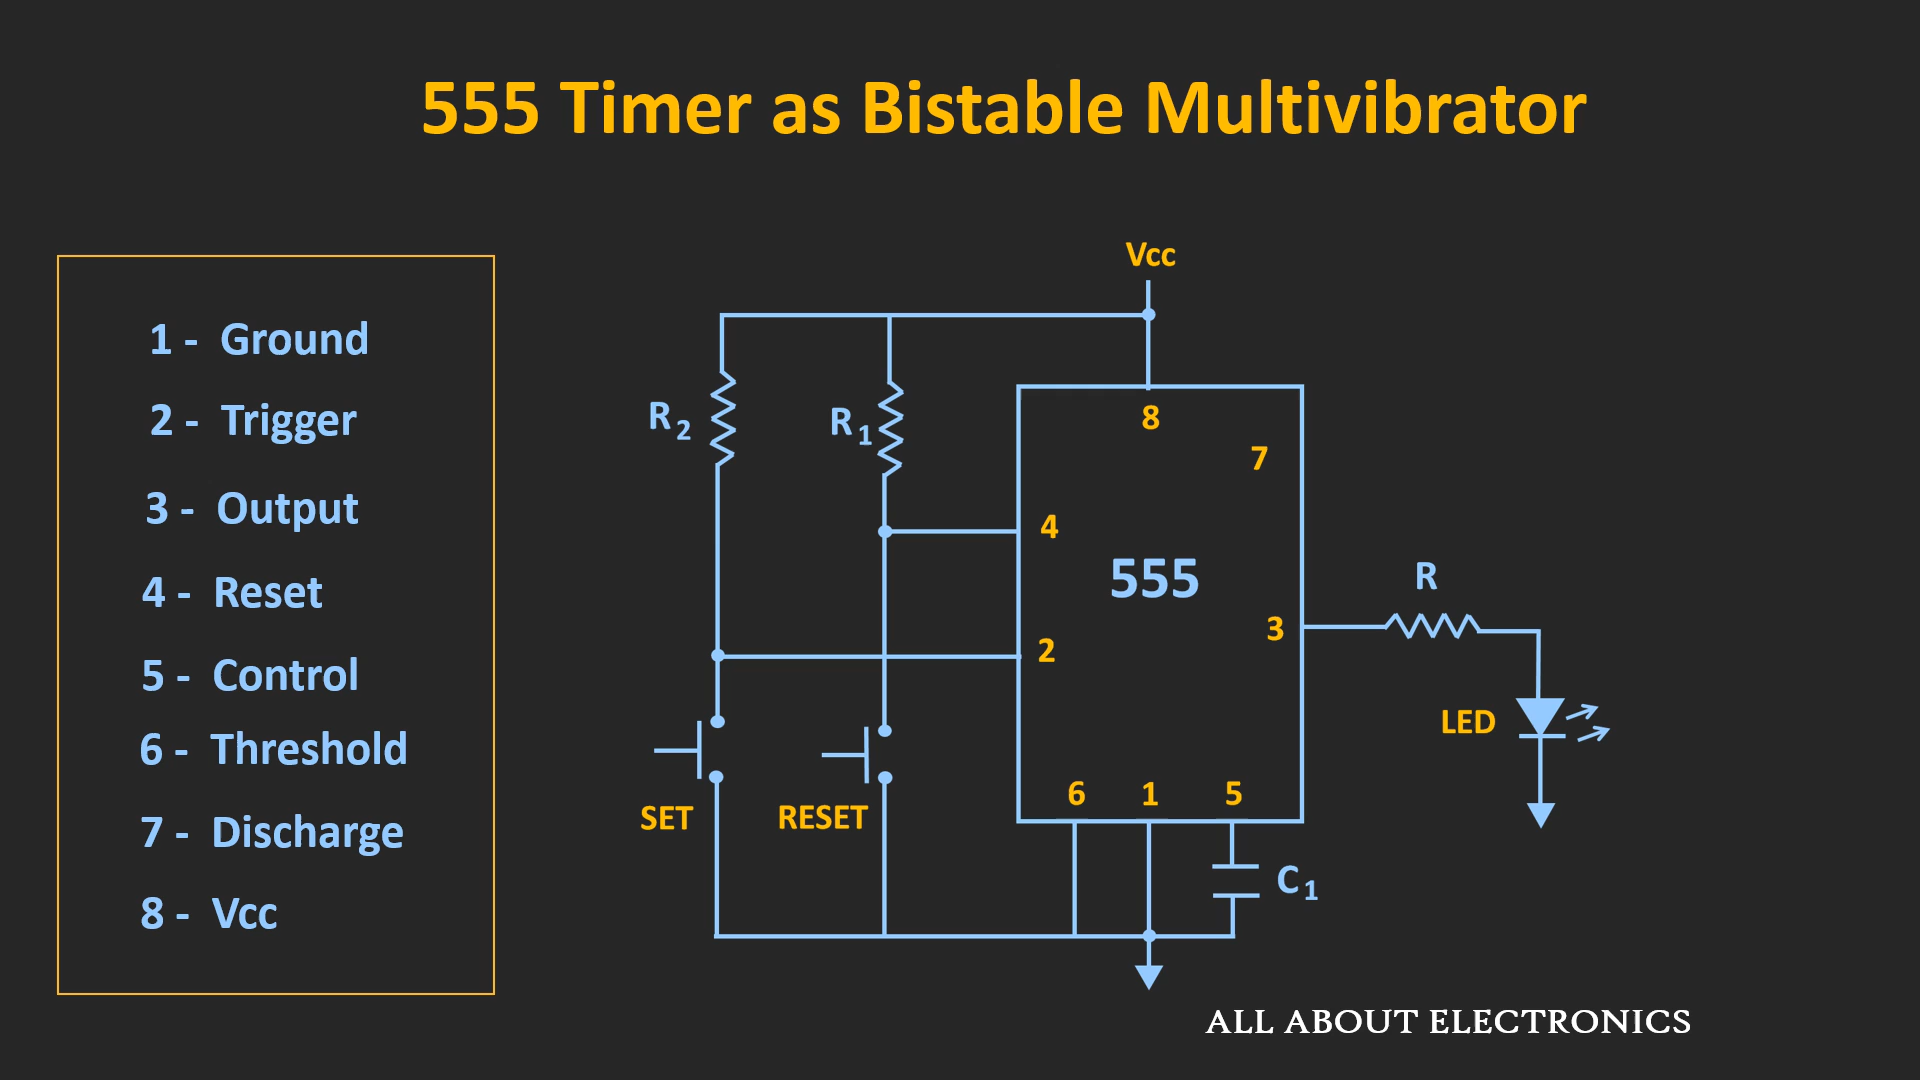 555 Timer as Bistable Multivibrator
1 - Ground
2 - Trigger
3 - Output
4 - Reset
5 - Control
6 - Threshold
7 - Discharge
8 - Vcc
Vcc
R2
R1
8
7
4
555
2
3
R
LED
SET
RESET
6
1
5
C1
ALL ABOUT ELECTRONICS